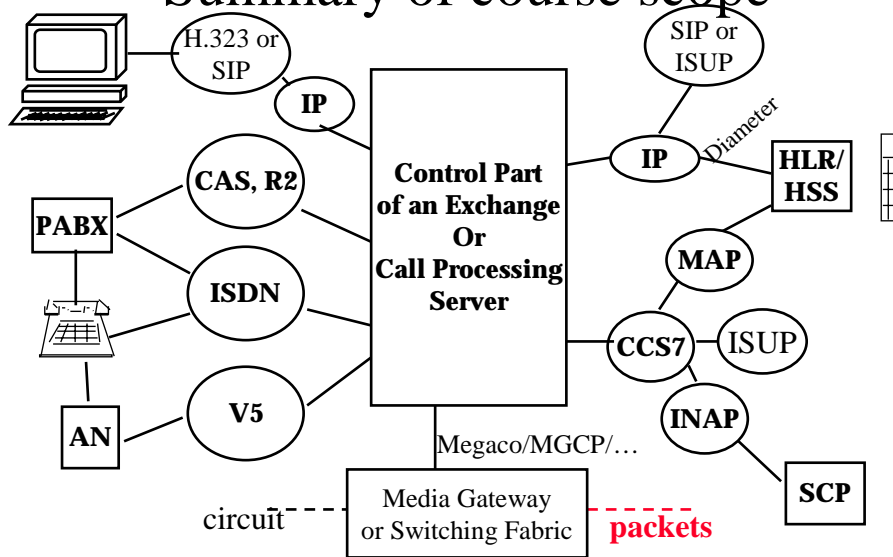 Summary of course scope
H.323 or
SIP
IP
SIP or
ISUP
IP
Diameter
HLR/
HSS
CAS, R2
PABX
ISDN
Control Part
of an Exchange
Or
Call Processing
Server
MAP
CCS7
ISUP
V5
AN
INAP
SCP
Megaco/MGCP/…
Media Gateway
or Switching Fabric
circuit
packets